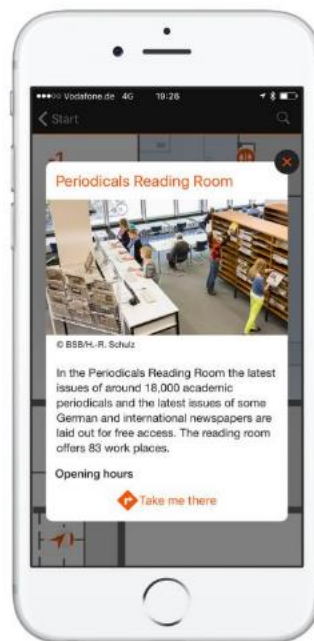 Vodafone.de 4G 19:26
Start
-1
Periodicals Reading Room
© BSB/H.-R. Schulz
In the Periodicals Reading Room the latest
issues of around 18,000 academic
periodicals and the latest issues of some
German and international newspapers are
laid out for free access. The reading room
offers 83 work places.
Opening hours
Take me there